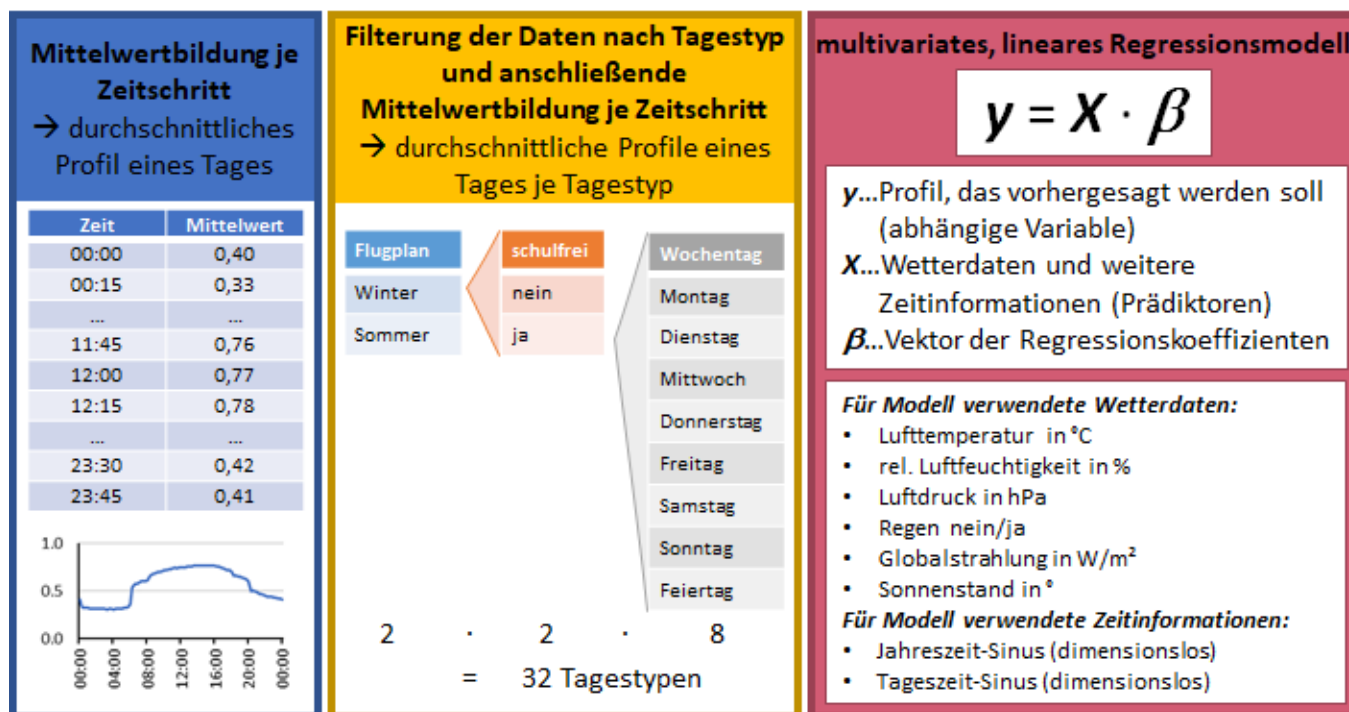 Mittelwertbildung je
Zeitschritt
→ durchschnittliches
Profil eines Tages
Zeit Mittelwert
00:00 0,40
00:15 0,33
... ...
11:45 0,76
12:00 0,77
12:15 0,78
... ...
23:30 0,42
23:45 0,41
1.0
0.5
0.0
00:00 04:00 08:00 12:00 16:00 20:00 00:00
Filterung der Daten nach Tagestyp
und anschließende
Mittelwertbildung je Zeitschritt
→ durchschnittliche Profile eines
Tages je Tagestyp
Flugplan
Winter
Sommer
schulfrei
nein
ja
Wochentag
Montag
Dienstag
Mittwoch
Donnerstag
Freitag
Samstag
Sonntag
Feiertag
2 · 2 · 8
= 32 Tagestypen
multivariates, lineares Regressionsmodell
y = X · β
y...Profil, das vorhergesagt werden soll
(abhängige Variable)
X...Wetterdaten und weitere
Zeitinformationen (Prädiktoren)
β...Vektor der Regressionskoeffizienten
Für Modell verwendete Wetterdaten:
• Lufttemperatur in °C
• rel. Luftfeuchtigkeit in %
• Luftdruck in hPa
• Regen nein/ja
• Globalstrahlung in W/m²
• Sonnenstand in °
Für Modell verwendete Zeitinformationen:
• Jahreszeit-Sinus (dimensionslos)
• Tageszeit-Sinus (dimensionslos)